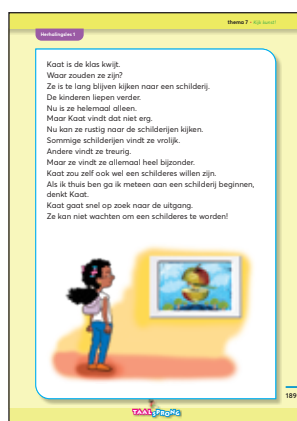 thema 7 - Kijk kunst!
Herhalingsles 1
Kaat is de klas kwijt.
Waar zouden ze zijn?
Ze is te lang blijven kijken naar een schilderij.
De kinderen liepen verder.
Nu is ze helemaal alleen.
Maar Kaat vindt dat niet erg.
Nu kan ze rustig naar de schilderijen kijken.
Sommige schilderijen vindt ze vrolijk.
Andere vindt ze treurig.
Maar ze vindt ze allemaal heel bijzonder.
Kaat zou zelf ook wel een schilderes willen zijn.
Als ik thuis ben ga ik meteen aan een schilderij beginnen,
denkt Kaat.
Kaat gaat snel op zoek naar de uitgang.
Ze kan niet wachten om een schilderes te worden!
189
TAALSPRONG